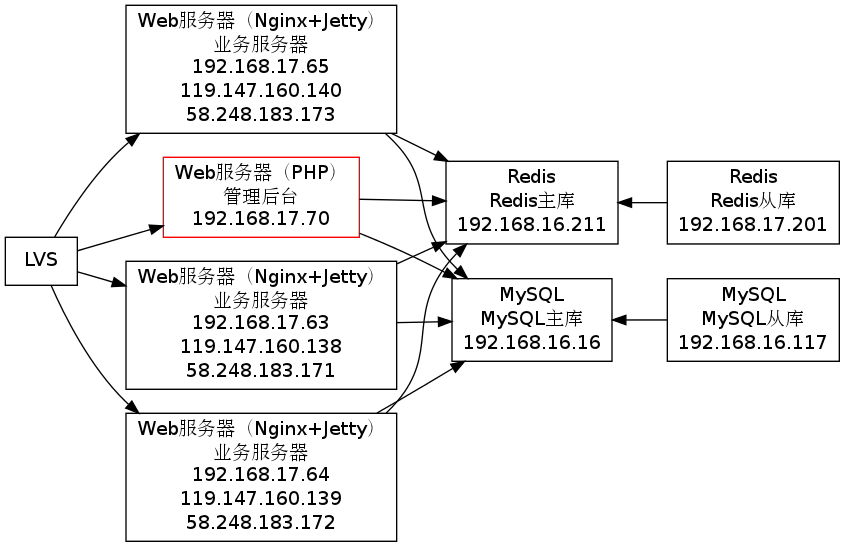 LVS
Web服务器（Nginx+Jetty）
业务服务器
192.168.17.65
119.147.160.140
58.248.183.173
Web服务器（PHP）
管理后台
192.168.17.70
Web服务器（Nginx+Jetty）
业务服务器
192.168.17.63
119.147.160.138
58.248.183.171
Web服务器（Nginx+Jetty）
业务服务器
192.168.17.64
119.147.160.139
58.248.183.172
Redis
Redis主库
192.168.16.211
MySQL
MySQL主库
192.168.16.16
Redis
Redis从库
192.168.17.201
MySQL
MySQL从库
192.168.16.117